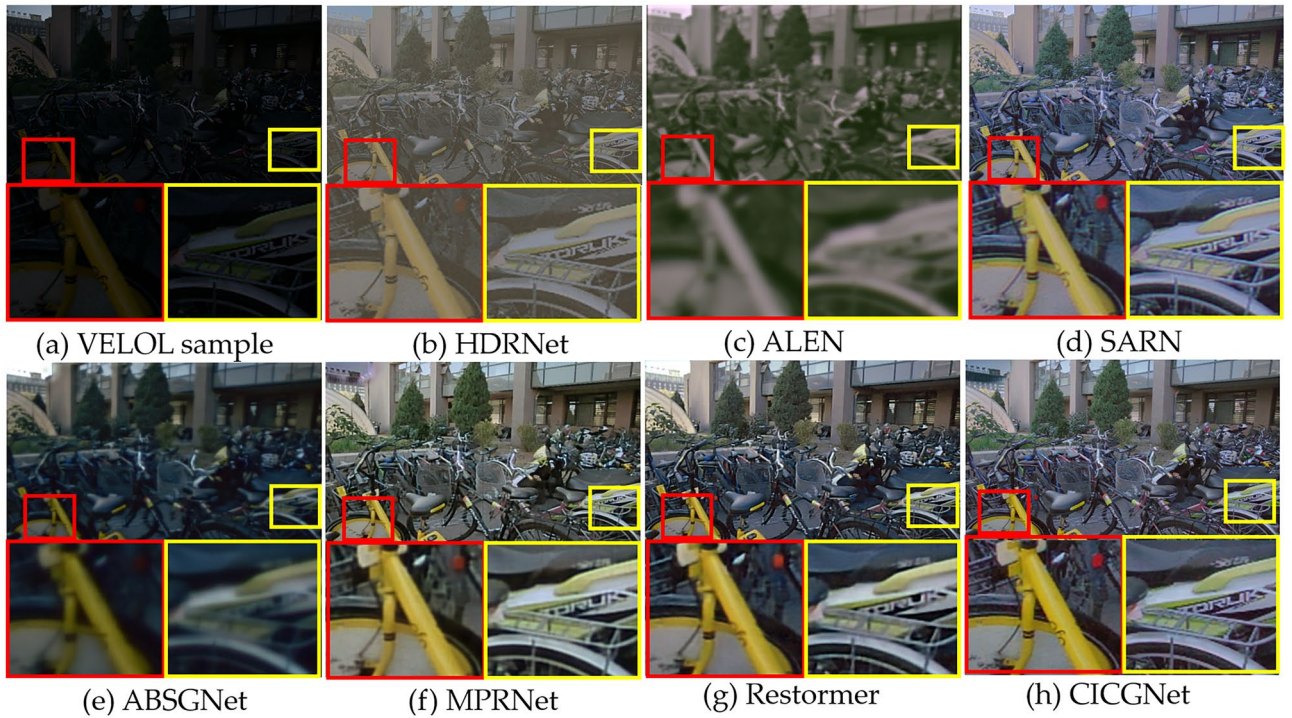 (a) VELOL sample
(b) HDRNet
(c) ALEN
(d) SARN
(e) ABSGNet
(f) MPRNet
(g) Restormer
(h) CICGNet